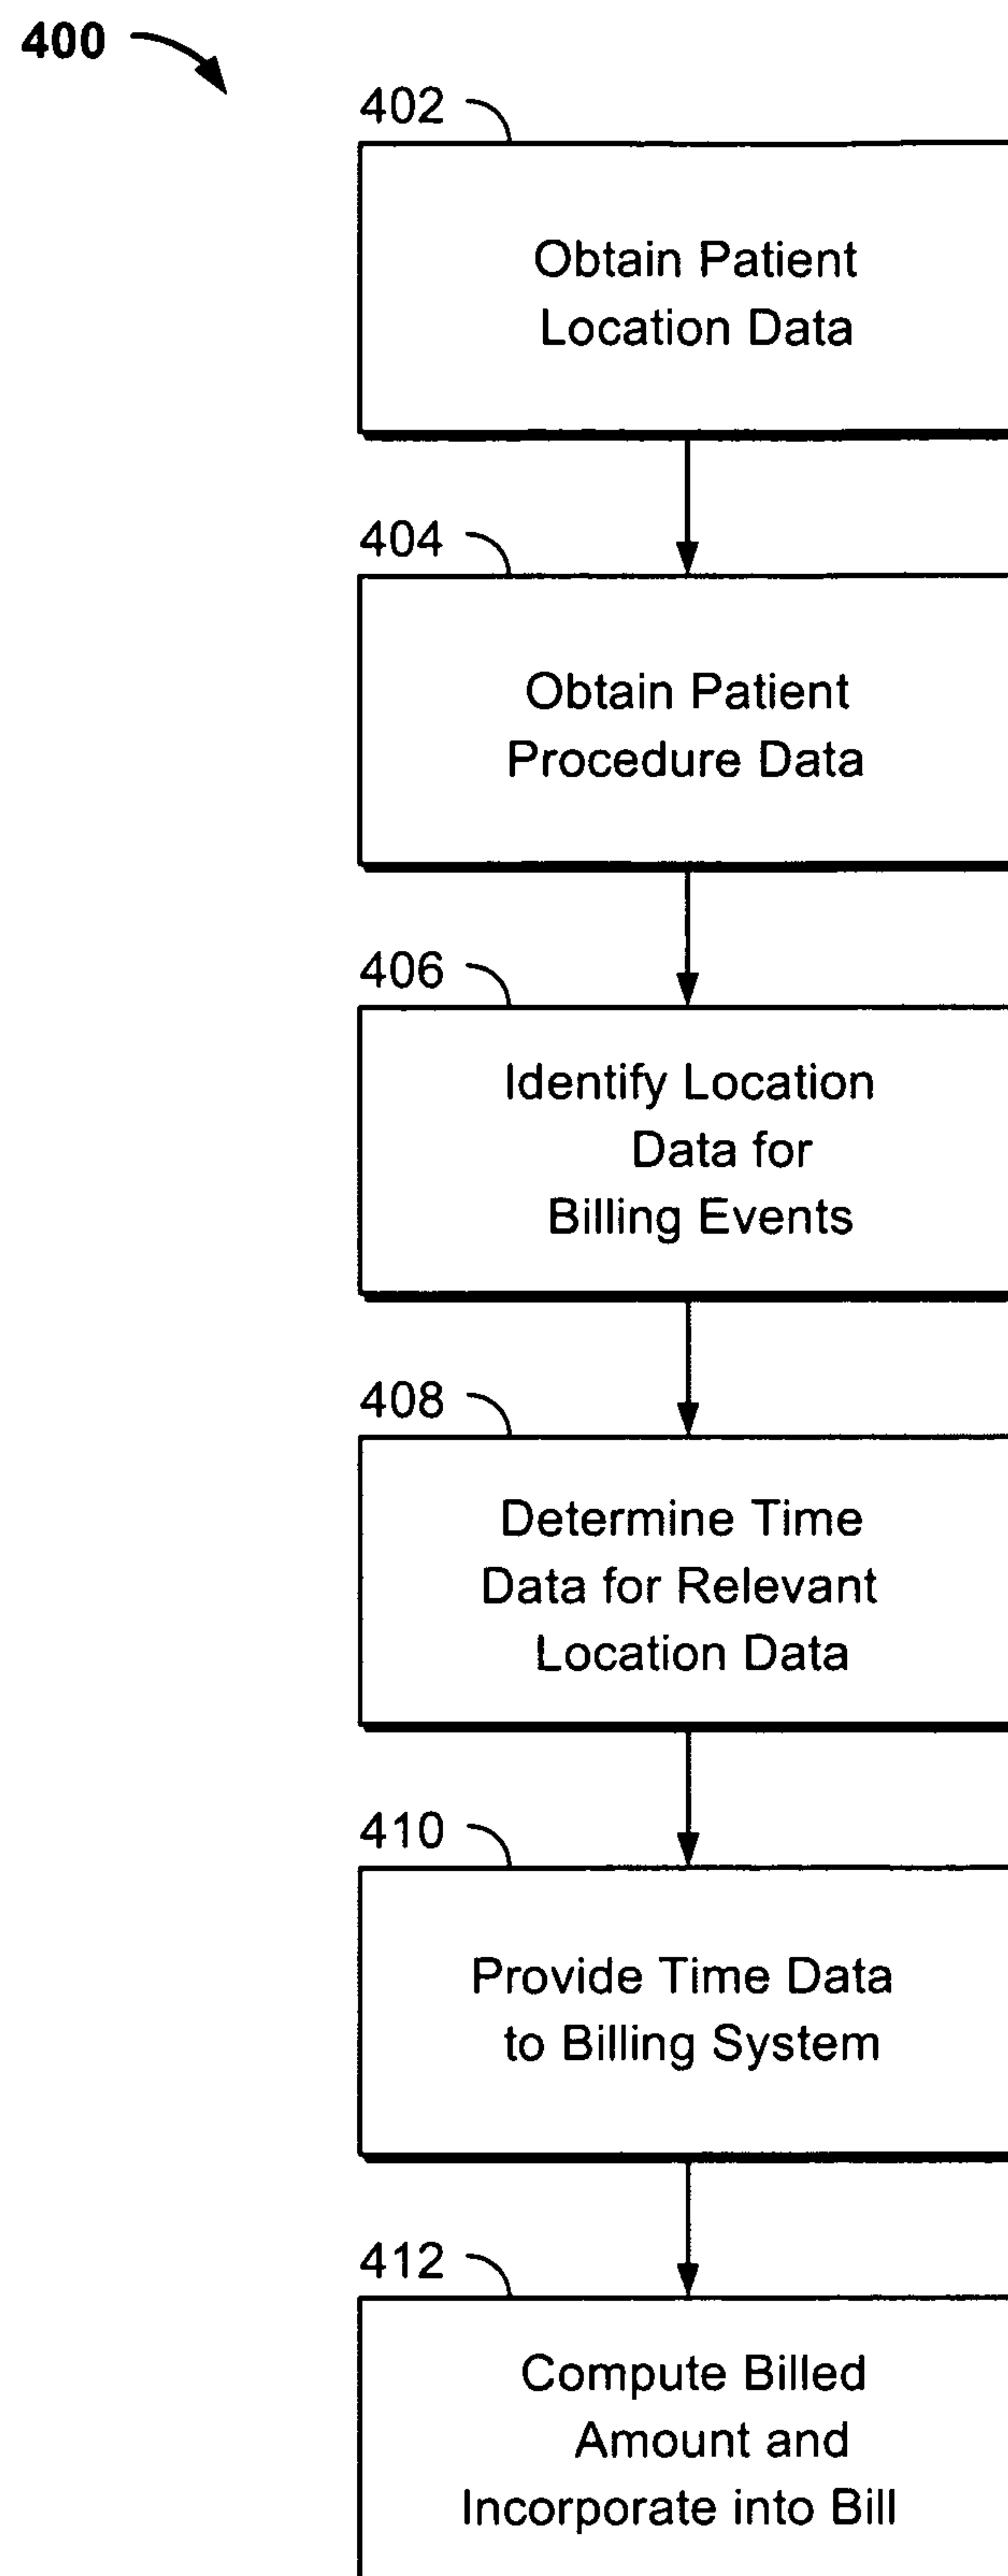 400
402
Obtain Patient
Location Data
404
Obtain Patient
Procedure Data
406
Identify Location
Data for
Billing Events
408
Determine Time
Data for Relevant
Location Data
410
Provide Time Data
to Billing System
412
Compute Billed
Amount and
Incorporate into Bill